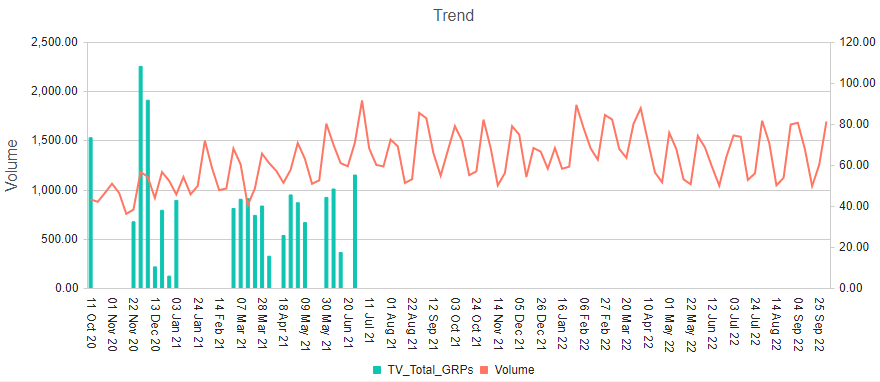 Trend
2,500.00
2,000.00
1,500.00
1,000.00
500.00
0.00
Volume
120.00
100.00
80.00
60.00
40.00
20.00
0.00
11 Oct 20
01 Nov 20
22 Nov 20
13 Dec 20
03 Jan 21
24 Jan 21
14 Feb 21
07 Mar 21
28 Mar 21
18 Apr 21
09 May 21
30 May 21
20 Jun 21
11 Jul 21
01 Aug 21
22 Aug 21
12 Sep 21
03 Oct 21
24 Oct 21
14 Nov 21
05 Dec 21
26 Dec 21
16 Jan 22
06 Feb 22
27 Feb 22
20 Mar 22
10 Apr 22
01 May 22
22 May 22
12 Jun 22
03 Jul 22
24 Jul 22
14 Aug 22
04 Sep 22
25 Sep 22
TV_Total_GRPs Volume